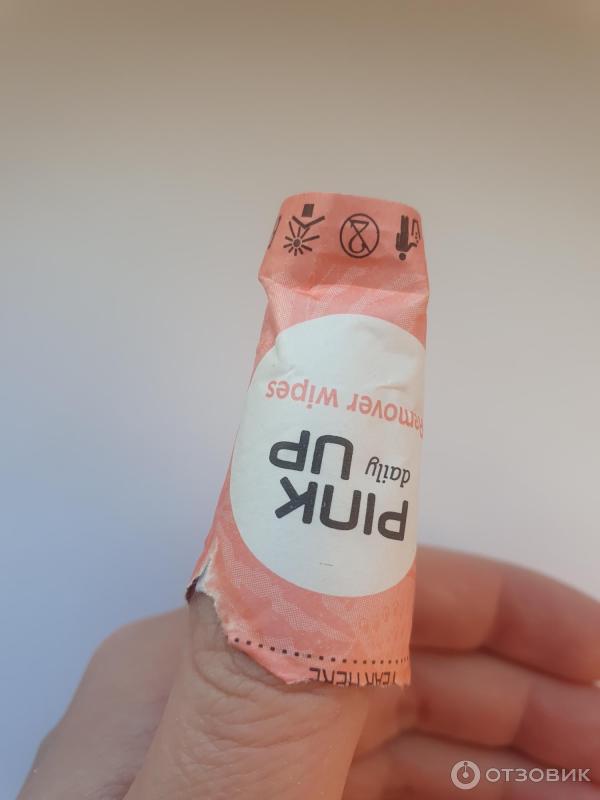 PINK
daily UP
Remover wipes
TEAR HERE
ОТЗОВИК